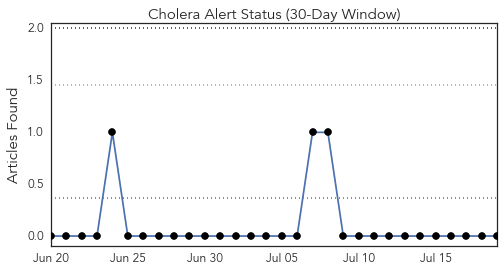 Cholera Alert Status (30-Day Window)
Articles Found
2.0
1.5
1.0
0.5
0.0
Jun 20
Jun 25
Jun 30
Jul 05
Jul 10
Jul 15